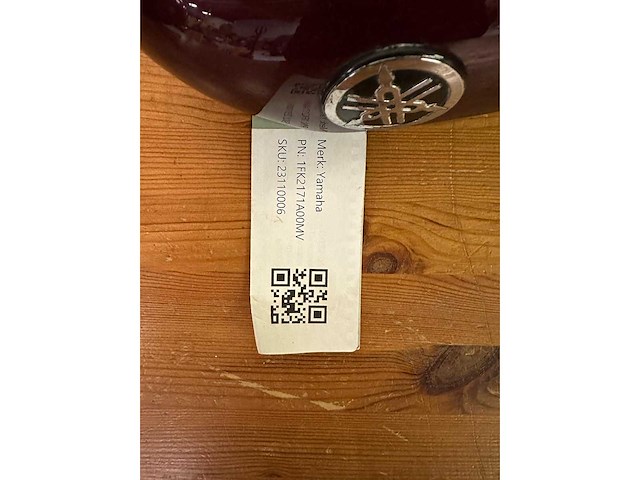 Merk: Yamaha
PN: 1FK2171A00MV
SKU: 23110006